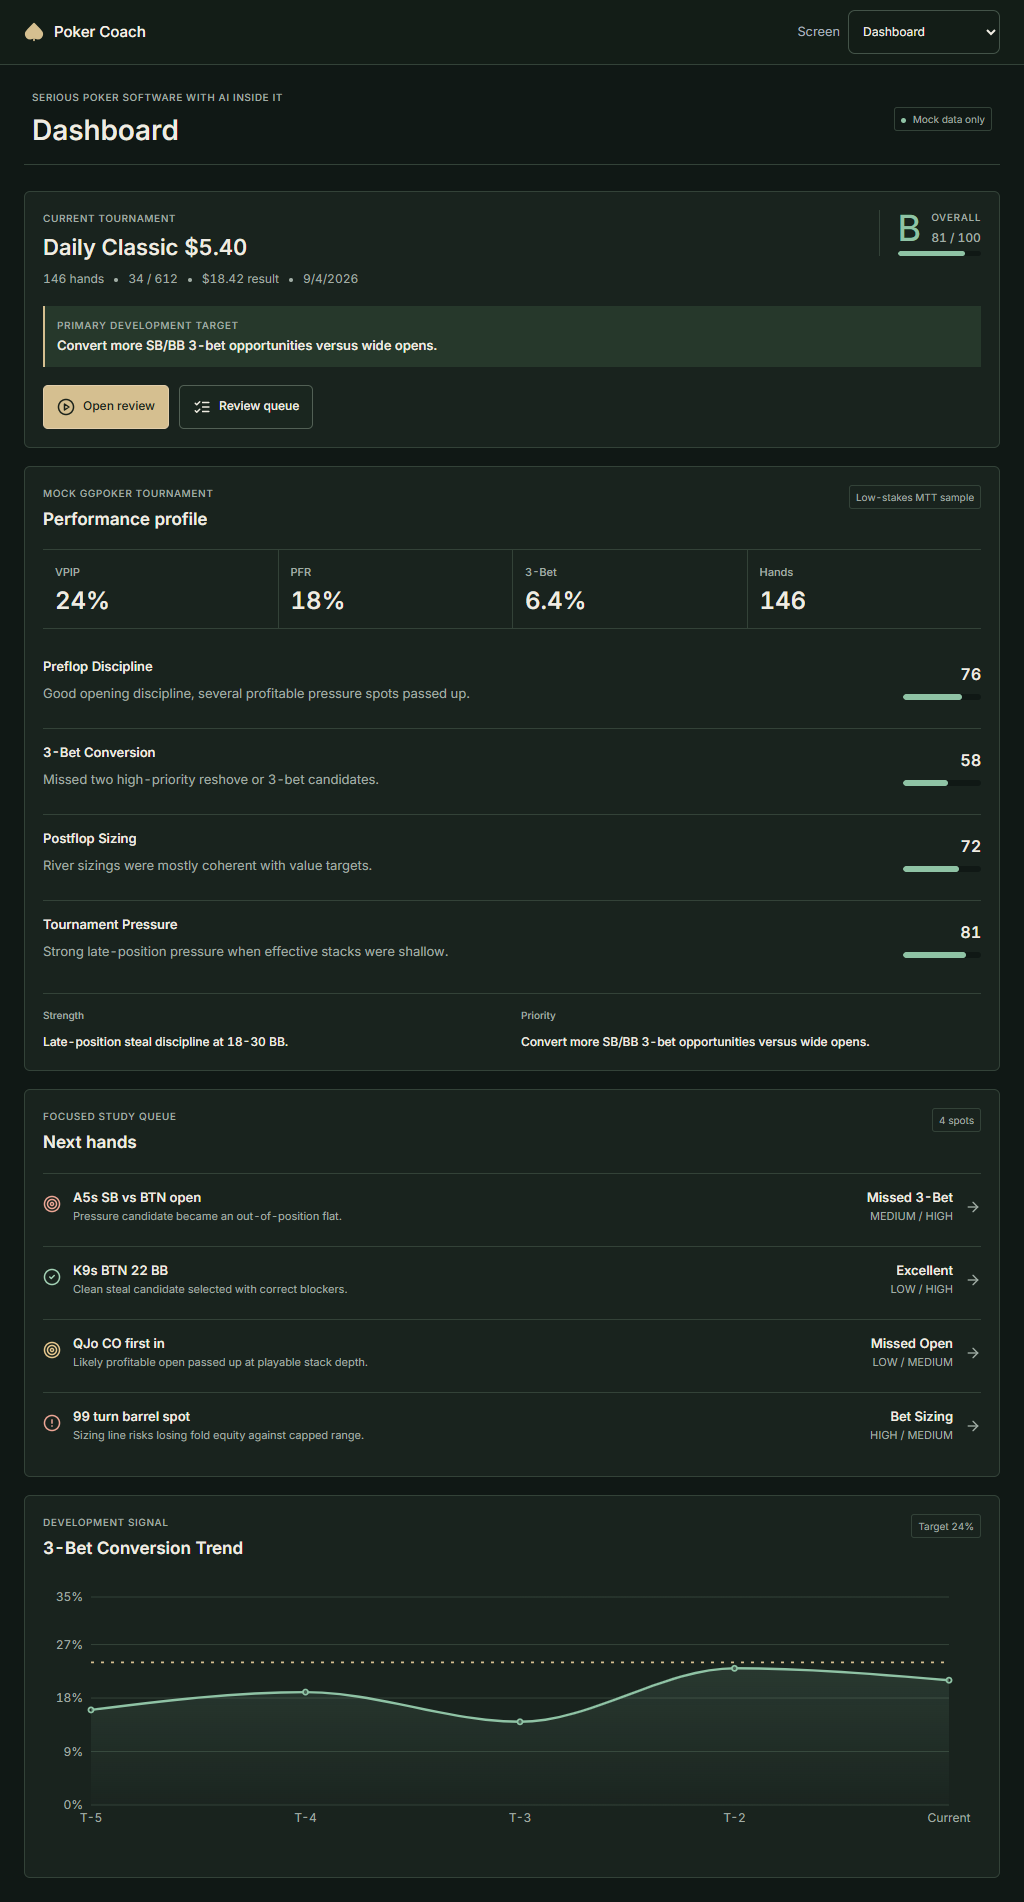 Poker Coach
Screen
Dashboard
SERIOUS POKER SOFTWARE WITH AI INSIDE IT
Dashboard
Mock data only
CURRENT TOURNAMENT
Daily Classic $5.40
146 hands • 34 / 612 • $18.42 result • 9/4/2026
B
OVERALL
81 / 100
PRIMARY DEVELOPMENT TARGET
Convert more SB/BB 3-bet opportunities versus wide opens.
Open review
Review queue
MOCK GGPOKER TOURNAMENT
Performance profile
Low-stakes MTT sample
VPIP
24%
PFR
18%
3-Bet
6.4%
Hands
146
Preflop Discipline
Good opening discipline, several profitable pressure spots passed up.
76
3-Bet Conversion
Missed two high-priority reshove or 3-bet candidates.
58
Postflop Sizing
River sizings were mostly coherent with value targets.
72
Tournament Pressure
Strong late-position pressure when effective stacks were shallow.
81
Strength
Late-position steal discipline at 18-30 BB.
Priority
Convert more SB/BB 3-bet opportunities versus wide opens.
FOCUSED STUDY QUEUE
Next hands
4 spots
A5s SB vs BTN open
Pressure candidate became an out-of-position flat.
Missed 3-Bet
MEDIUM / HIGH
K9s BTN 22 BB
Clean steal candidate selected with correct blockers.
Excellent
LOW / HIGH
QJo CO first in
Likely profitable open passed up at playable stack depth.
Missed Open
LOW / MEDIUM
99 turn barrel spot
Sizing line risks losing fold equity against capped range.
Bet Sizing
HIGH / MEDIUM
DEVELOPMENT SIGNAL
3-Bet Conversion Trend
Target 24%
35%
27%
18%
9%
0%
T-5
T-4
T-3
T-2
Current